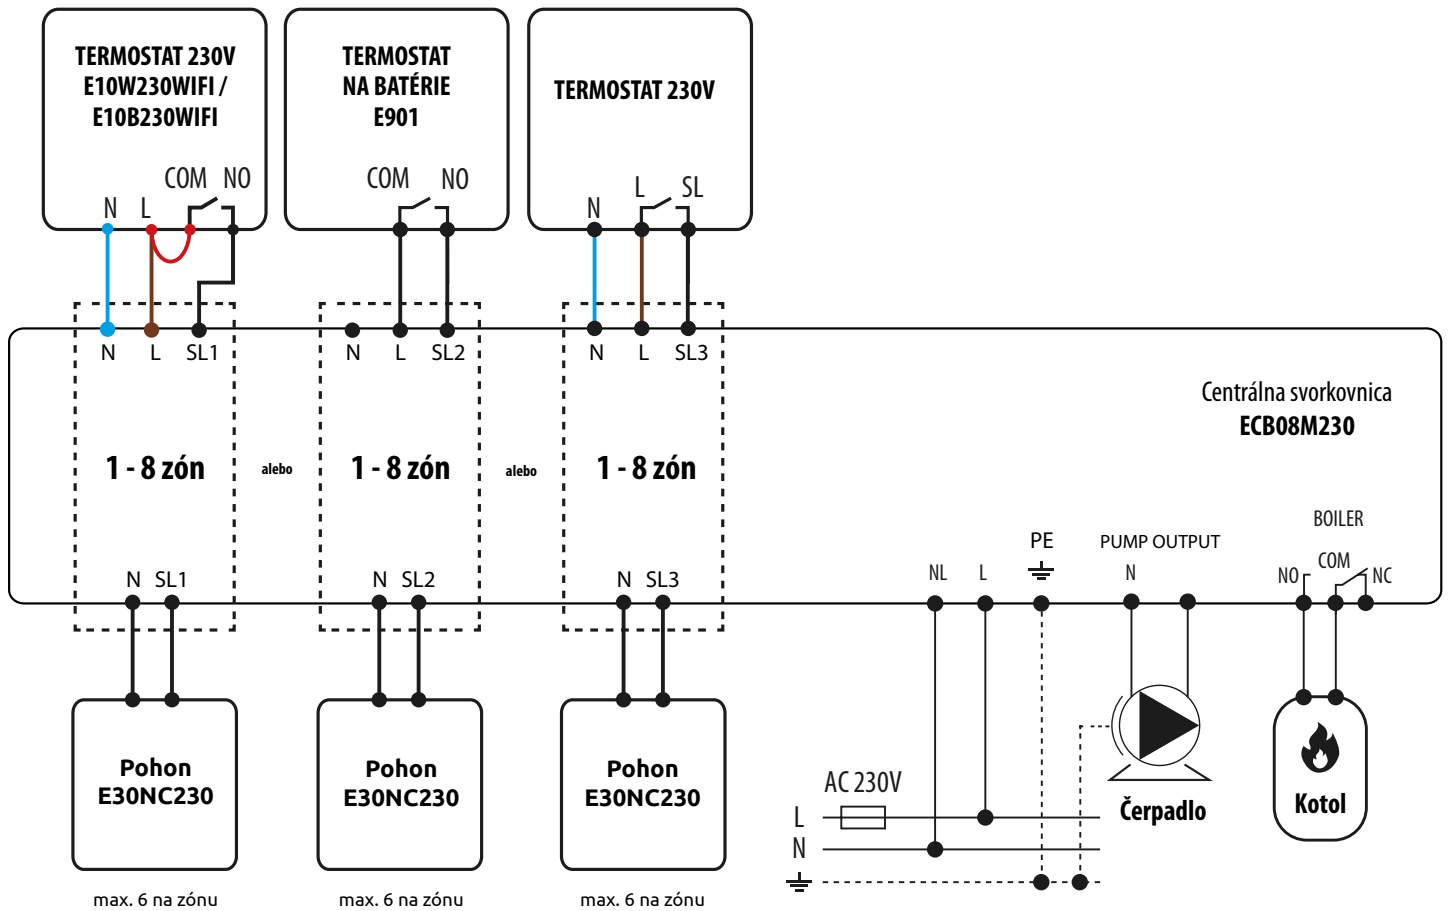 TERMOSTAT 230V
E10W230WIFI /
E10B230WIFI
COM NO
N L
TERMOSTAT
NA BATÉRIE
E901
COM NO
TERMOSTAT 230V
L SL
N
N L SL1
N L SL2
N L SL3
Centrálna svorkovnica
ECB08M230
1 - 8 zón
alebo
1 - 8 zón
alebo
1 - 8 zón
BOILER
PE
PUMP OUTPUT
NL L
N
NO COM NC
N SL1
N SL2
N SL3
Pohon
E30NC230
Pohon
E30NC230
Pohon
E30NC230
AC 230V
L
N
Čerpadlo
Kotol
max. 6 na zónu
max. 6 na zónu
max. 6 na zónu